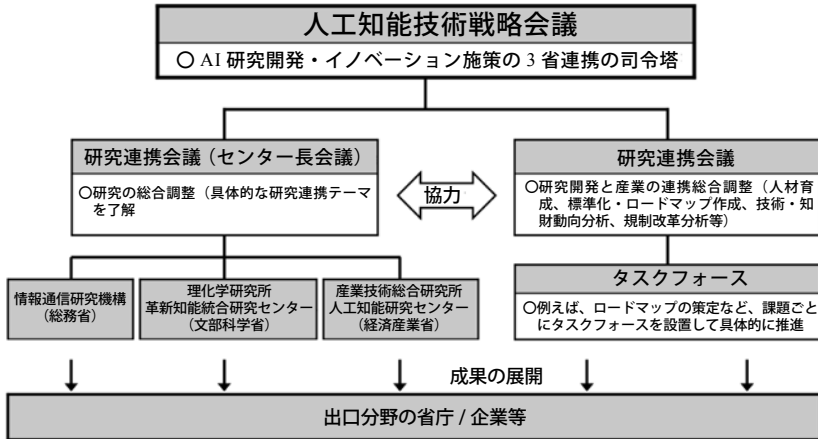 人工知能技術戦略会議
○ AI 研究開発・イノベーション施策の 3 省連携の司令塔
研究連携会議（センター長会議）
○研究の総合調整（具体的な研究連携テーマ
を了解
協力
研究連携会議
○研究開発と産業の連携総合調整（人材育
成、標準化・ロードマップ作成、技術・知
財動向分析、規制改革分析等）
情報通信研究機構
（総務省）
理化学研究所
革新知能統合研究センター
（文部科学省）
産業技術総合研究所
人工知能研究センター
（経済産業省）
タスクフォース
○例えば、ロードマップの策定など、課題ごと
にタスクフォースを設置して具体的に推進
成果の展開
出口分野の省庁 / 企業等